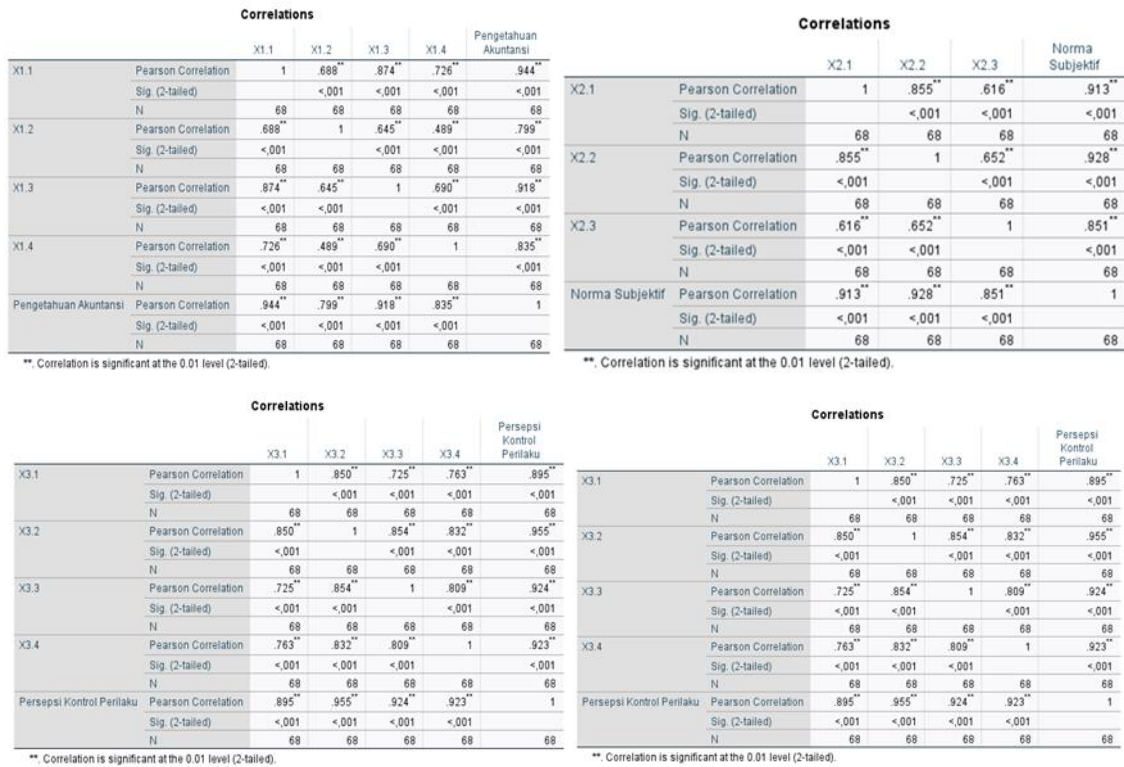 Correlations
X1.1 X1.2 X1.3 X1.4 Pengetahuan Akuntansi
X1.1 Pearson Correlation 1 .688** .874** .726** .944**
Sig. (2-tailed) <,001 <,001 <,001 <,001
N 68 68 68 68 68
X1.2 Pearson Correlation .688** 1 .645** .489** .799**
Sig. (2-tailed) <,001 <,001 <,001 <,001
N 68 68 68 68 68
X1.3 Pearson Correlation .874** .645** 1 .690** .918**
Sig. (2-tailed) <,001 <,001 <,001 <,001
N 68 68 68 68 68
X1.4 Pearson Correlation .726** .489** .690** 1 .835**
Sig. (2-tailed) <,001 <,001 <,001 <,001
N 68 68 68 68 68
Pengetahuan Akuntansi Pearson Correlation .944** .799** .918** .835** 1
Sig. (2-tailed) <,001 <,001 <,001 <,001
N 68 68 68 68 68
**. Correlation is significant at the 0.01 level (2-tailed).
Correlations
X2.1 X2.2 X2.3 Norma Subjektif
X2.1 Pearson Correlation 1 .855** .616** .913**
Sig. (2-tailed) <,001 <,001 <,001
N 68 68 68 68
X2.2 Pearson Correlation .855** 1 .652** .928**
Sig. (2-tailed) <,001 <,001 <,001
N 68 68 68 68
X2.3 Pearson Correlation .616** .652** 1 .851**
Sig. (2-tailed) <,001 <,001 <,001
N 68 68 68 68
Norma Subjektif Pearson Correlation .913** .928** .851** 1
Sig. (2-tailed) <,001 <,001 <,001
N 68 68 68 68
**. Correlation is significant at the 0.01 level (2-tailed).
Correlations
X3.1 X3.2 X3.3 X3.4 Persepsi Kontrol Perilaku
X3.1 Pearson Correlation 1 .850** .725** .763** .895**
Sig. (2-tailed) <,001 <,001 <,001 <,001
N 68 68 68 68 68
X3.2 Pearson Correlation .850** 1 .854** .832** .955**
Sig. (2-tailed) <,001 <,001 <,001 <,001
N 68 68 68 68 68
X3.3 Pearson Correlation .725** .854** 1 .809** .924**
Sig. (2-tailed) <,001 <,001 <,001 <,001
N 68 68 68 68 68
X3.4 Pearson Correlation .763** .832** .809** 1 .923**
Sig. (2-tailed) <,001 <,001 <,001 <,001
N 68 68 68 68 68
Persepsi Kontrol Perilaku Pearson Correlation .895** .955** .924** .923** 1
Sig. (2-tailed) <,001 <,001 <,001 <,001
N 68 68 68 68 68
**. Correlation is significant at the 0.01 level (2-tailed).
Correlations
X3.1 X3.2 X3.3 X3.4 Persepsi Kontrol Perilaku
X3.1 Pearson Correlation 1 .850** .725** .763** .895**
Sig. (2-tailed) <,001 <,001 <,001 <,001
N 68 68 68 68 68
X3.2 Pearson Correlation .850** 1 .854** .832** .955**
Sig. (2-tailed) <,001 <,001 <,001 <,001
N 68 68 68 68 68
X3.3 Pearson Correlation .725** .854** 1 .809** .924**
Sig. (2-tailed) <,001 <,001 <,001 <,001
N 68 68 68 68 68
X3.4 Pearson Correlation .763** .832** .809** 1 .923**
Sig. (2-tailed) <,001 <,001 <,001 <,001
N 68 68 68 68 68
Persepsi Kontrol Perilaku Pearson Correlation .895** .955** .924** .923** 1
Sig. (2-tailed) <,001 <,001 <,001 <,001
N 68 68 68 68 68
**. Correlation is significant at the 0.01 level (2-tailed).